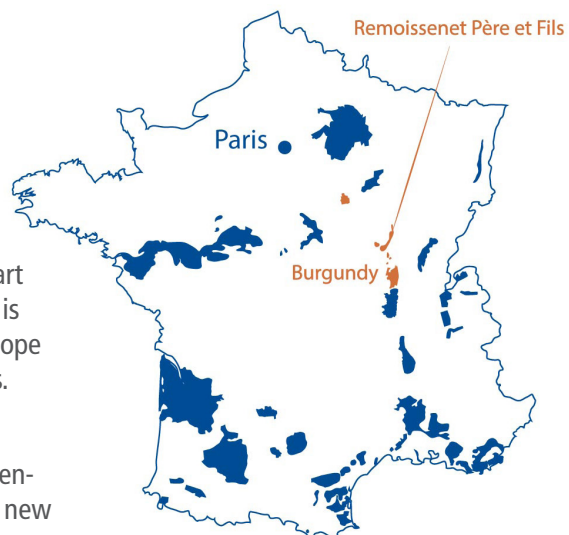 Remoissenet Père et Fils
Paris
Burgundy
art
is
ope
s.
en-
new